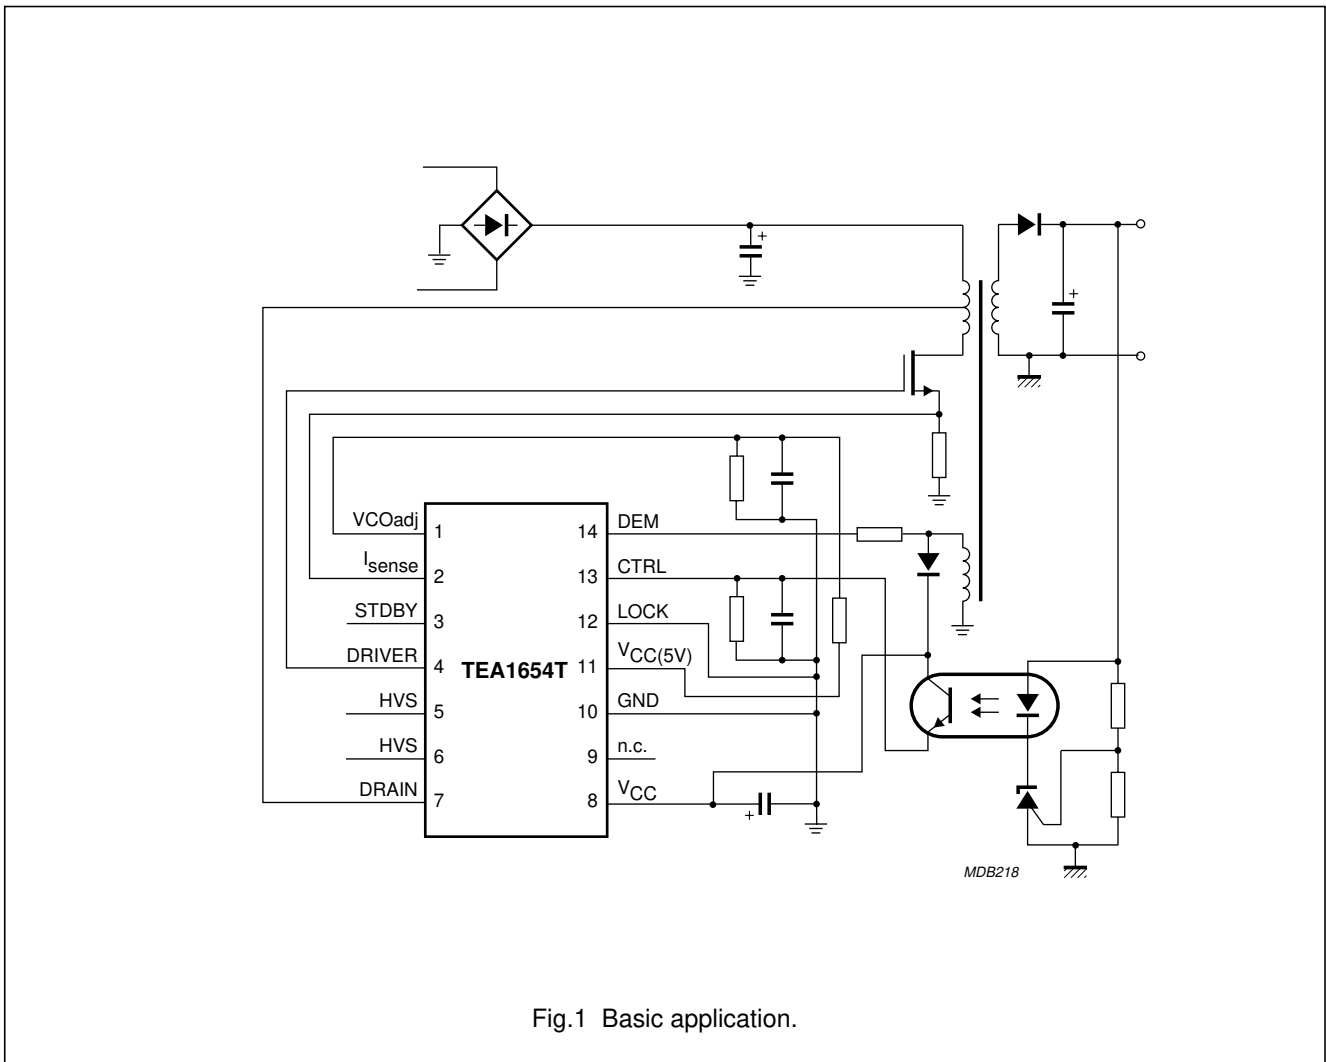 VCOadj 1
Isense 2
STDBY 3
DRIVER 4
HVS 5
HVS 6
DRAIN 7
TEA1654T
14 DEM
13 CTRL
12 LOCK
11 VCC(5V)
10 GND
9 n.c.
8 VCC
+
+
+
MDB218
Fig.1 Basic application.